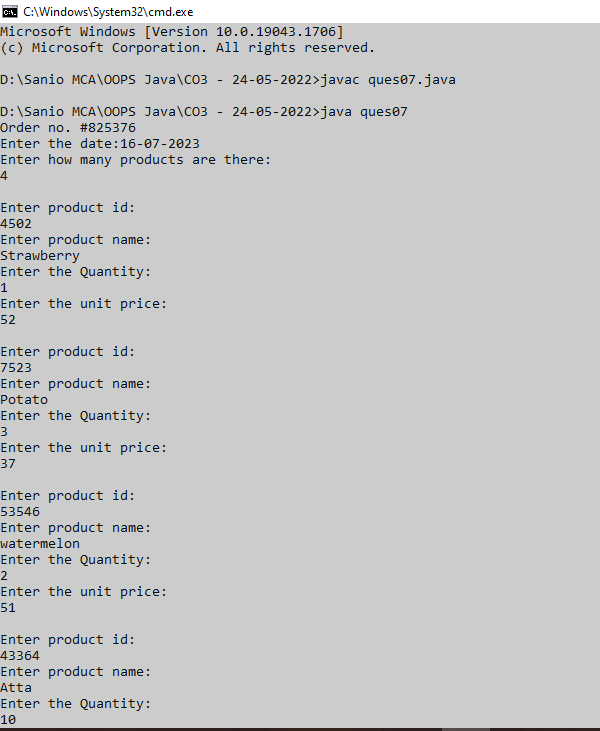 C:\Windows\System32\cmd.exe
Microsoft Windows [Version 10.0.19043.1706]
(c) Microsoft Corporation. All rights reserved.
D:\Sanio MCA\OOPS Java\CO3 - 24-05-2022>javac ques07.java
D:\Sanio MCA\OOPS Java\CO3 - 24-05-2022>java ques07
Order no. #825376
Enter the date:16-07-2023
Enter how many products are there:
4
Enter product id:
4502
Enter product name:
Strawberry
Enter the Quantity:
1
Enter the unit price:
52
Enter product id:
7523
Enter product name:
Potato
Enter the Quantity:
3
Enter the unit price:
37
Enter product id:
53546
Enter product name:
watermelon
Enter the Quantity:
2
Enter the unit price:
51
Enter product id:
43364
Enter product name:
Atta
Enter the Quantity:
10